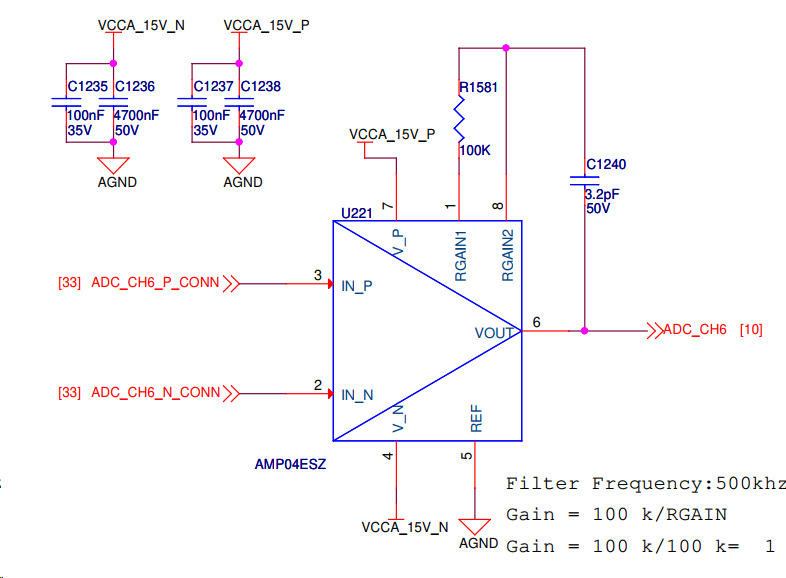 VCCA_15V_N
VCCA_15V_P
C1235
C1236
C1237
C1238
100nF
4700nF
100nF
4700nF
35V
50V
35V
50V
AGND
AGND
R1581
100K
VCCA_15V_P
C1240
3.2pF
50V
U221
7
1
8
V_P
RGAIN1
RGAIN2
[33] ADC_CH6_P_CONN
3
IN_P
VOUT
6
ADC_CH6 [10]
[33] ADC_CH6_N_CONN
2
IN_N
V_N
REF
4
5
AMP04ESZ
VCCA_15V_N
AGND
Filter Frequency:500khz
Gain = 100 k/RGAIN
Gain = 100 k/100 k= 1